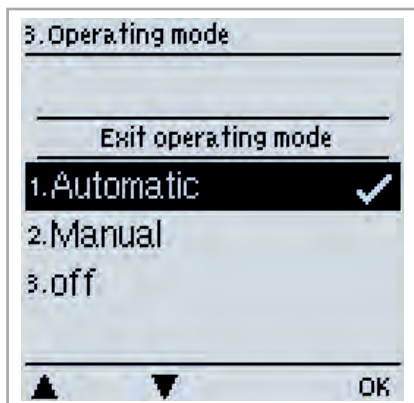 3.Operating mode
Exit operating mode
1.Automatic
2.Manual
3.off
OK